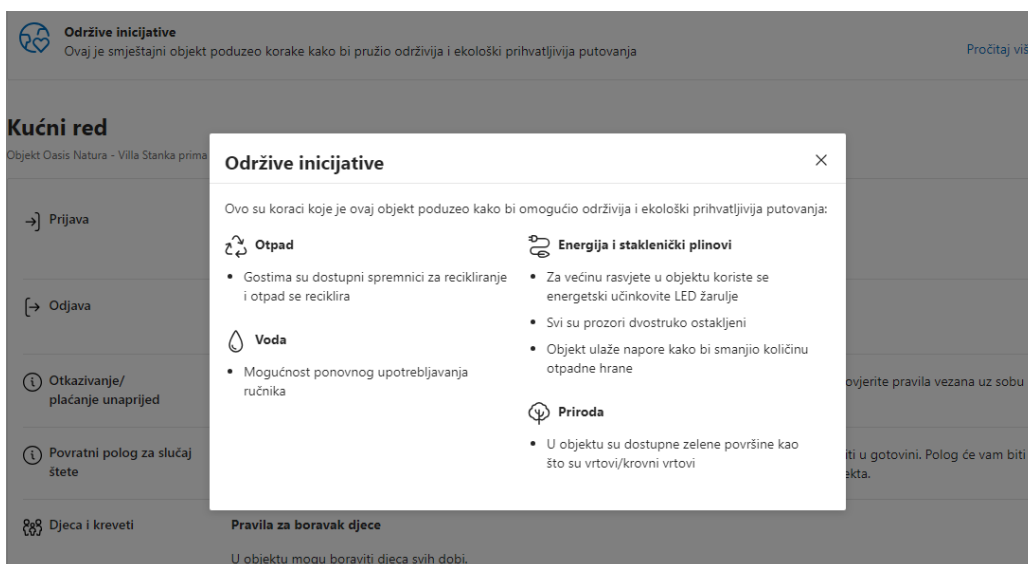 Održive inicijative
Ovaj je smještajni objekt poduzeo korake kako bi pružio održivija i ekološki prihvatljivija putovanja
Pročitaj viš
Kućni red
Objekt Oasis Natura - Villa Stanka prima
Prijava
Odjava
Otkazivanje/
plaćanje unaprijed
ovjerite pravila vezana uz sobu
Povratni polog za slučaj
štete
iti u gotovini. Polog će vam biti
ekta.
Djeca i kreveti
Pravila za boravak djece
U objektu mogu boraviti djeca svih dobi.
Održive inicijative
Ovo su koraci koje je ovaj objekt poduzeo kako bi omogućio održivija i ekološki prihvatljivija putovanja:
Otpad
• Gostima su dostupni spremnici za recikliranje
i otpad se reciklira
Voda
• Mogućnost ponovnog upotrebljavanja
ručnika
Energija i staklenički plinovi
• Za većinu rasvjete u objektu koriste se
energetski učinkovite LED žarulje
• Svi su prozori dvostruko ostakljeni
• Objekt ulaže napore kako bi smanjio količinu
otpadne hrane
Priroda
• U objektu su dostupne zelene površine kao
što su vrtovi/krovni vrtovi